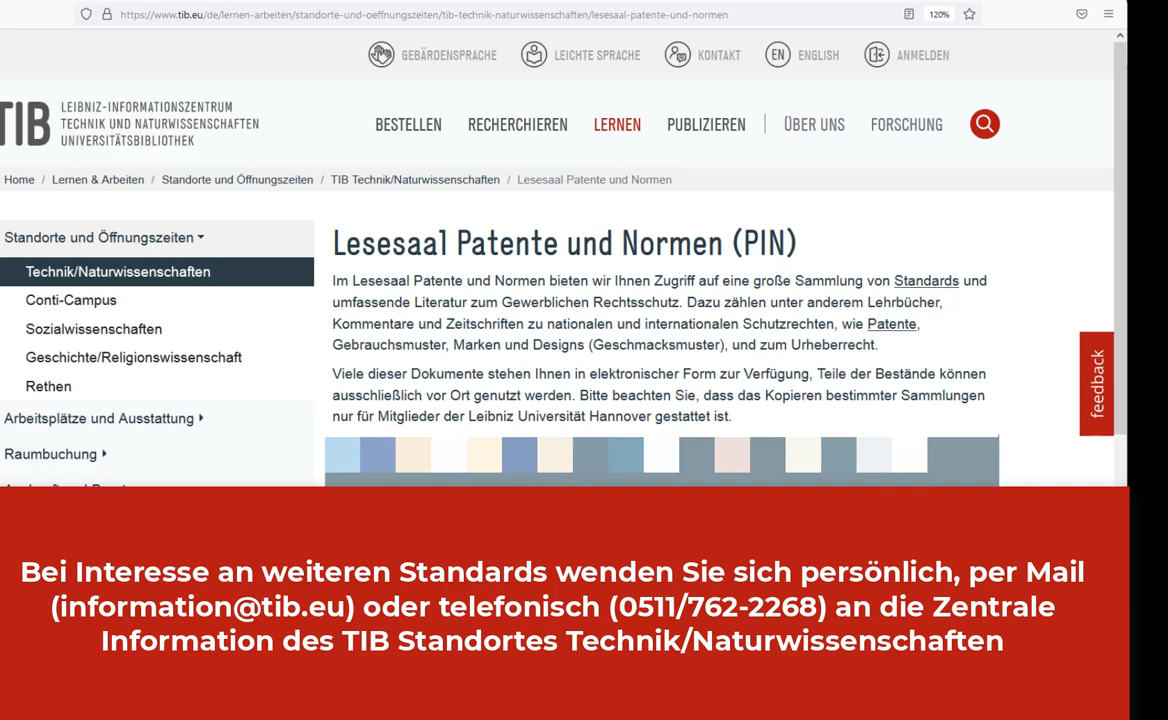 https://www.tib.eu/de/lernen-arbeiten/standorte-und-oeffnungszeiten/tib-technik-naturwissenschaften/lesesaal-patente-und-normen
120%
GEBÄRDENSPRACHE LEICHTE SPRACHE KONTAKT EN ENGLISH ANMELDEN
TIB
LEIBNIZ-INFORMATIONSZENTRUM
TECHNIK UND NATURWISSENSCHAFTEN
UNIVERSITÄTSBIBLIOTHEK
BESTELLEN RECHERCHIEREN LERNEN PUBLIZIEREN | ÜBER UNS FORSCHUNG
Home / Lernen & Arbeiten / Standorte und Öffnungszeiten / TIB Technik/Naturwissenschaften / Lesesaal Patente und Normen
Standorte und Öffnungszeiten
Technik/Naturwissenschaften
Conti-Campus
Sozialwissenschaften
Geschichte/Religionswissenschaft
Rethen
Arbeitsplätze und Ausstattung
Raumbuchung
Lesesaal Patente und Normen (PIN)
Im Lesesaal Patente und Normen bieten wir Ihnen Zugriff auf eine große Sammlung von Standards und
umfassende Literatur zum Gewerblichen Rechtsschutz. Dazu zählen unter anderem Lehrbücher,
Kommentare und Zeitschriften zu nationalen und internationalen Schutzrechten, wie Patente,
Gebrauchsmuster, Marken und Designs (Geschmacksmuster), und zum Urheberrecht.
Viele dieser Dokumente stehen Ihnen in elektronischer Form zur Verfügung, Teile der Bestände können
ausschließlich vor Ort genutzt werden. Bitte beachten Sie, dass das Kopieren bestimmter Sammlungen
nur für Mitglieder der Leibniz Universität Hannover gestattet ist.
feedback
Bei Interesse an weiteren Standards wenden Sie sich persönlich, per Mail
(information@tib.eu) oder telefonisch (0511/762-2268) an die Zentrale
Information des TIB Standortes Technik/Naturwissenschaften